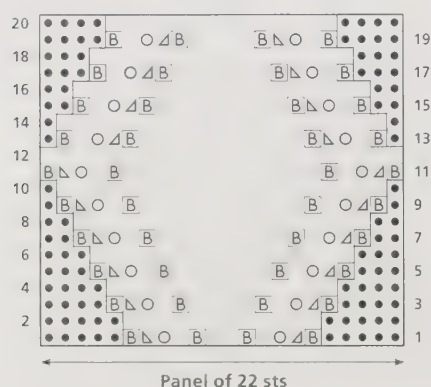 20
B B B B 19
18
B B B B 17
16
B B B B 15
14
B B B B 13
12
B B B B 11
10
B B B B 9
8
B B B B 7
6
B B B B 5
4
B B B B 3
2
B B B B 1
Panel of 22 sts